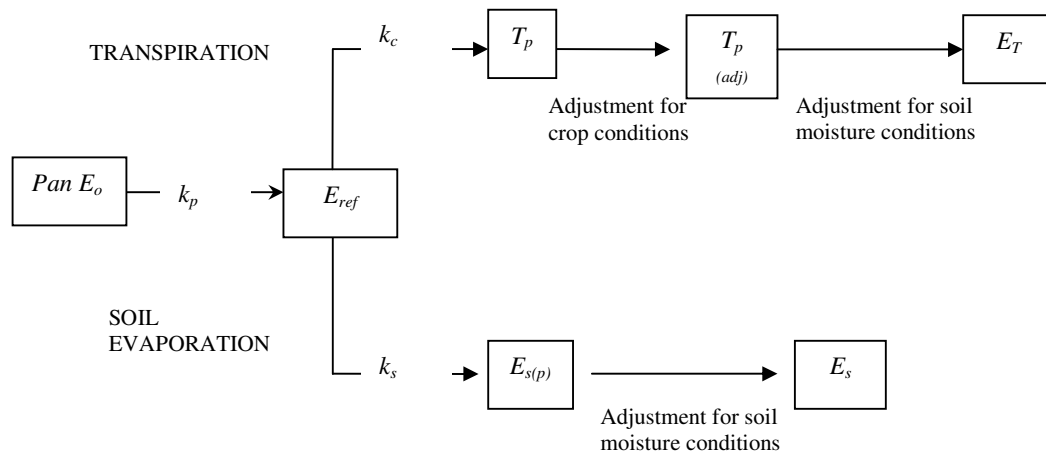 TRANSPIRATION
k_c
T_p
T_p
(adj)
E_T
Adjustment for
crop conditions
Adjustment for soil
moisture conditions
Pan E_o
k_p
E_ref
SOIL
EVAPORATION
k_s
E_s(p)
E_s
Adjustment for soil
moisture conditions